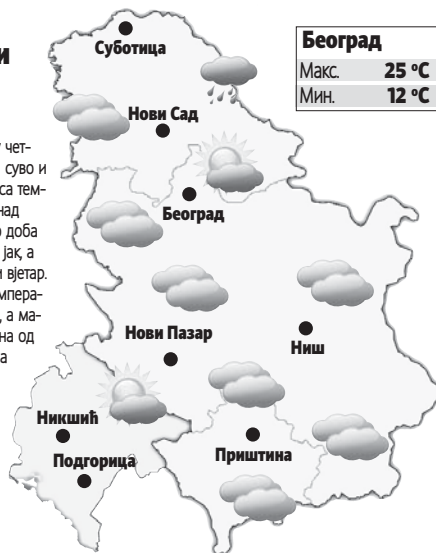 и
чет-
суво и
са тем-
над
доба
јак, а
вјетар.
мпера-
, а ма-
на од
а
Суботица
Нови Сад
Београд
Нови Пазар
Ниш
Никшић
Подгорица
Приштина
Београд
Макс. 25 °C
Мин. 12 °C